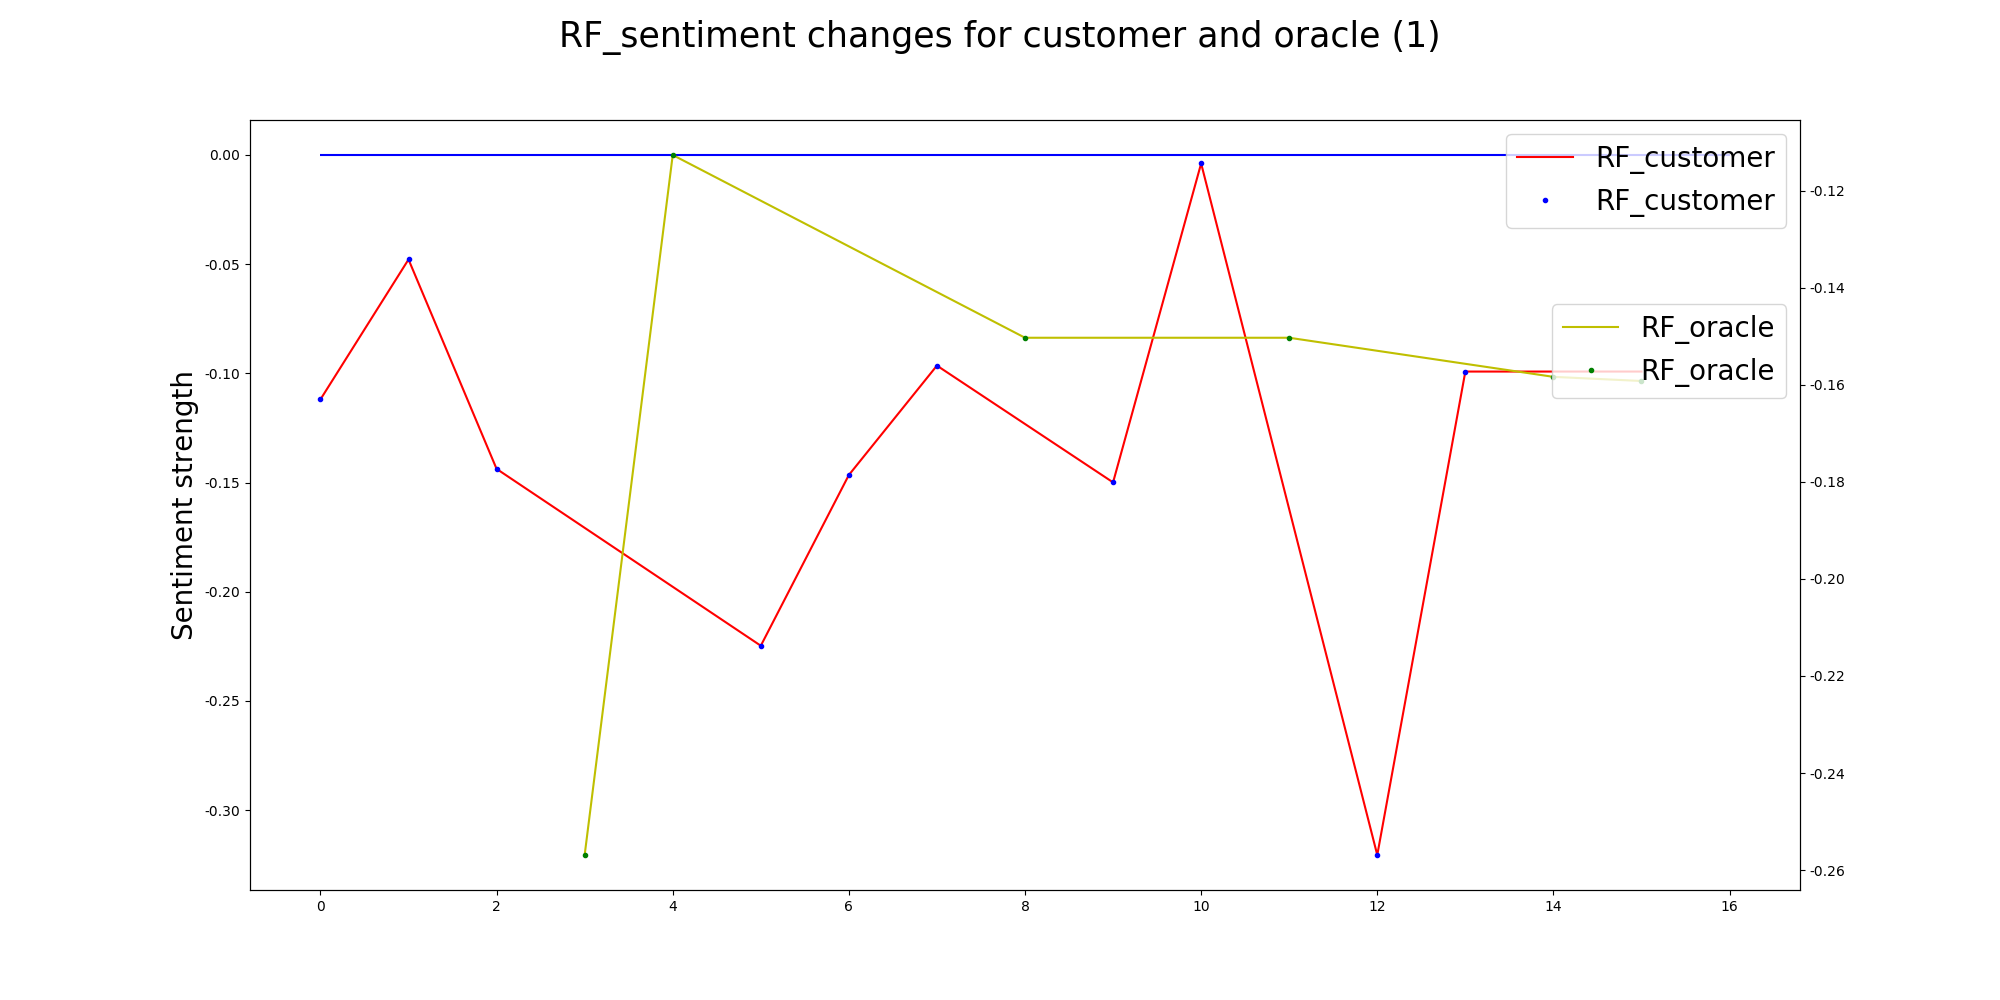 RF_sentiment changes for customer and oracle (1)
Sentiment strength
0.00
-0.05
-0.10
-0.15
-0.20
-0.25
-0.30
RF_customer
RF_customer
RF_oracle
RF_oracle
-0.12
-0.14
-0.16
-0.18
-0.20
-0.22
-0.24
-0.26
0 2 4 6 8 10 12 14 16